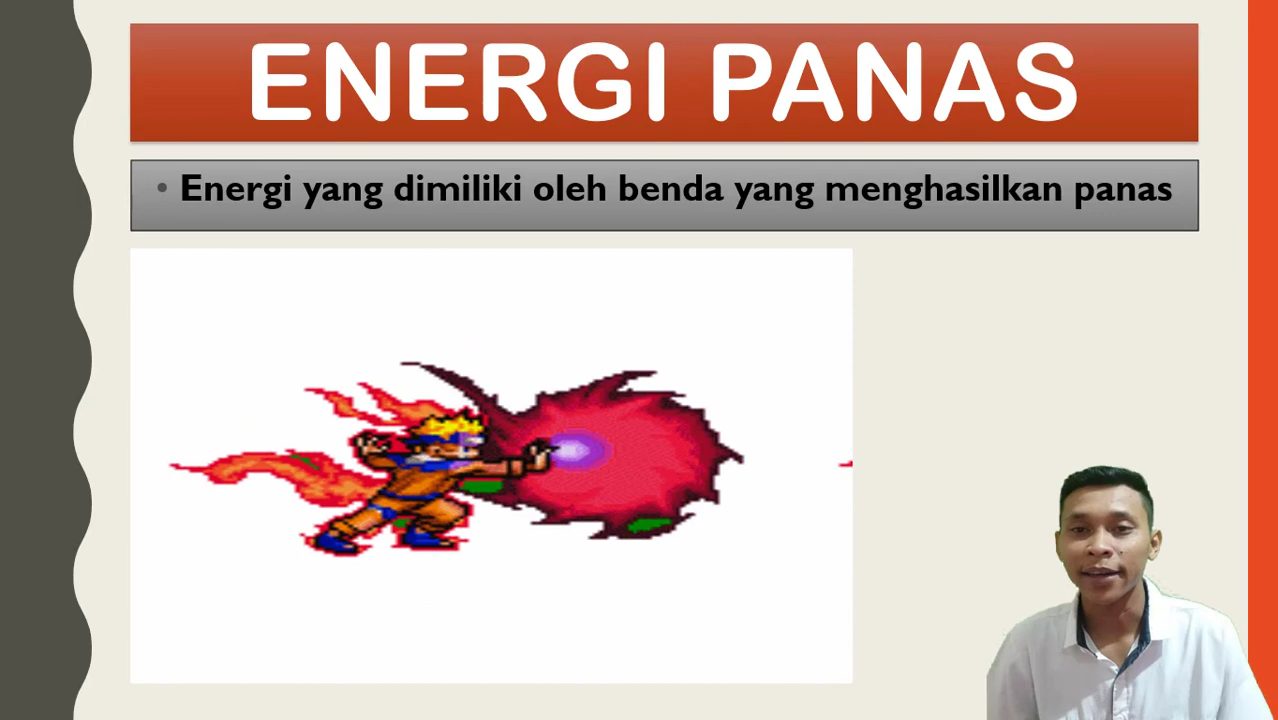 ENERGI PANAS
• Energi yang dimiliki oleh benda yang menghasilkan panas